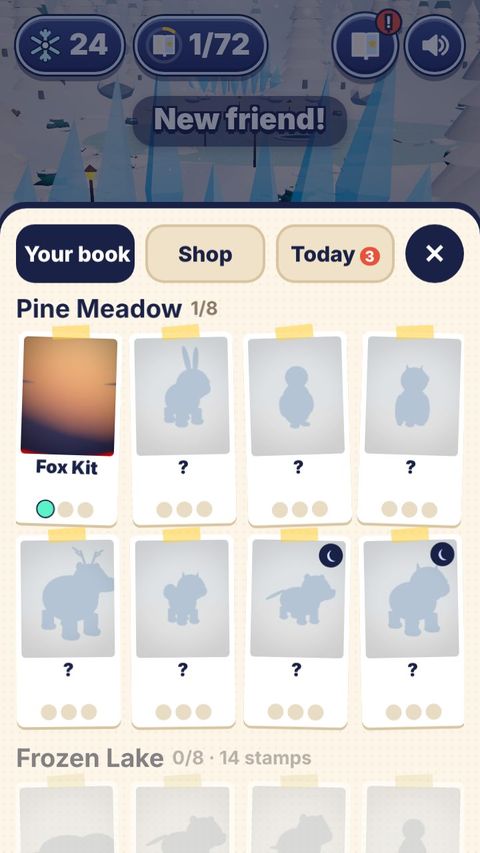 24
1/72
!
New friend!
Your book
Shop
Today 3
✕
Pine Meadow 1/8
Fox Kit
?
?
?
?
?
?
?
Frozen Lake 0/8 · 14 stamps